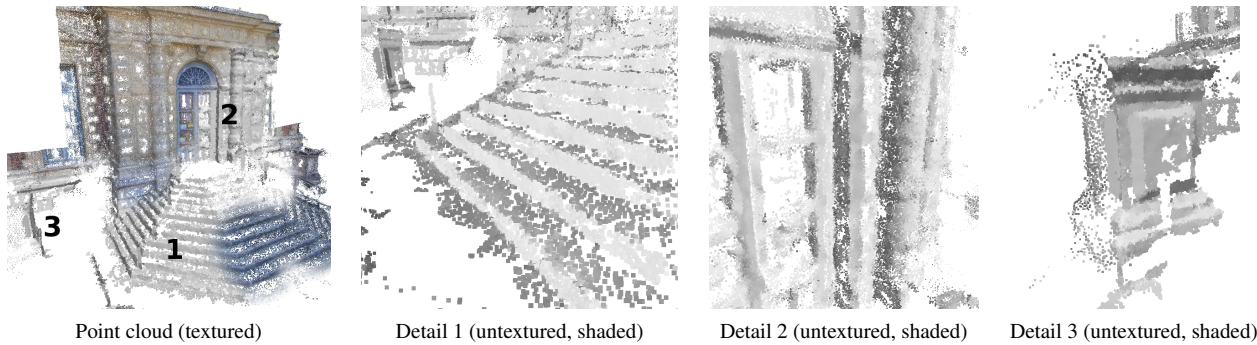 2
3
1
Point cloud (textured)
Detail 1 (untextured, shaded)
Detail 2 (untextured, shaded)
Detail 3 (untextured, shaded)